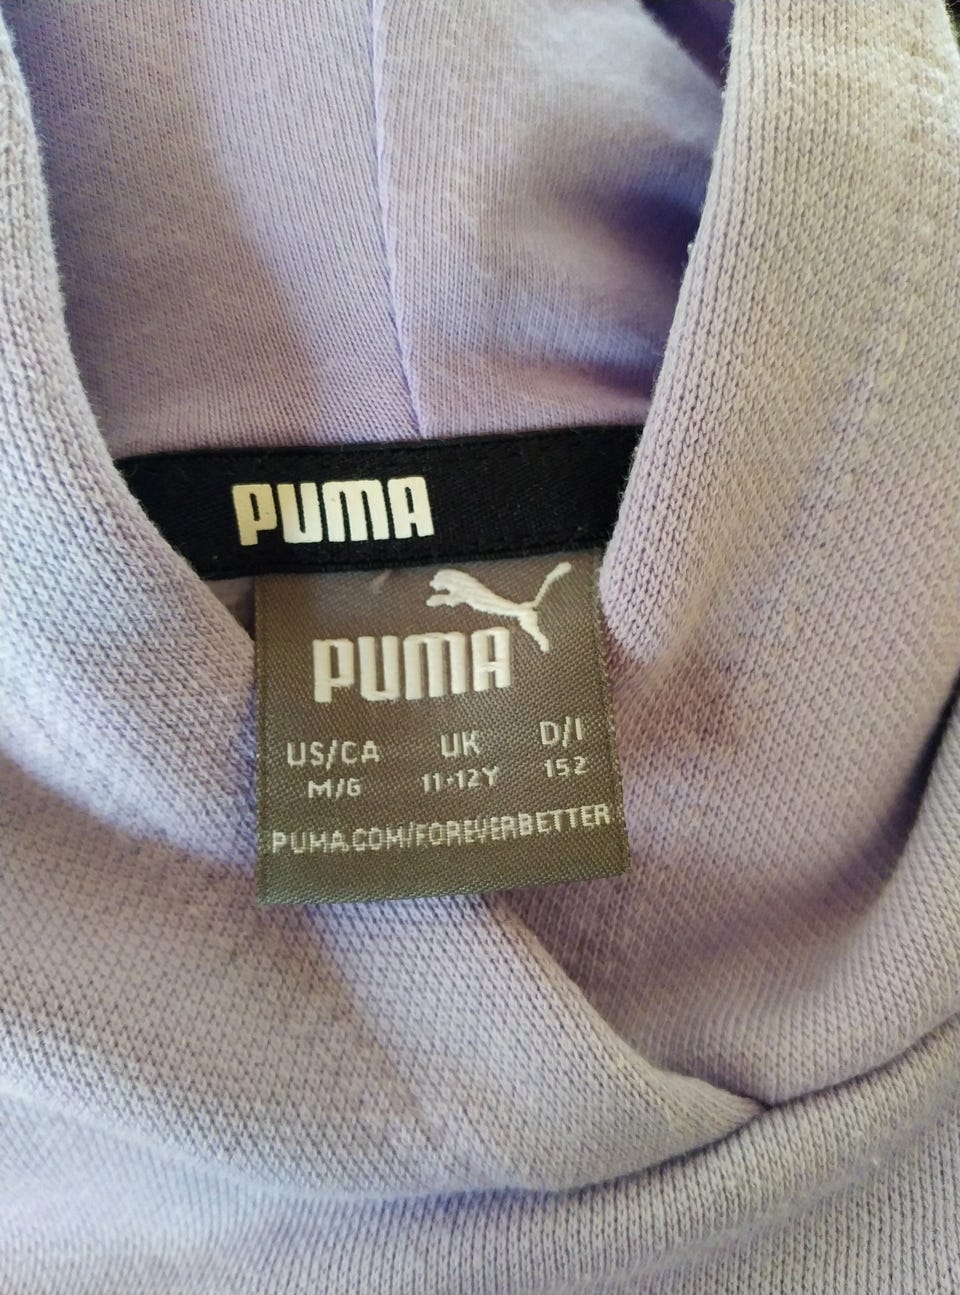 PUMA
PUMA
US/CA UK D/I
M/G 11-12Y 152
PUMA.COM/FOREVERBETTER